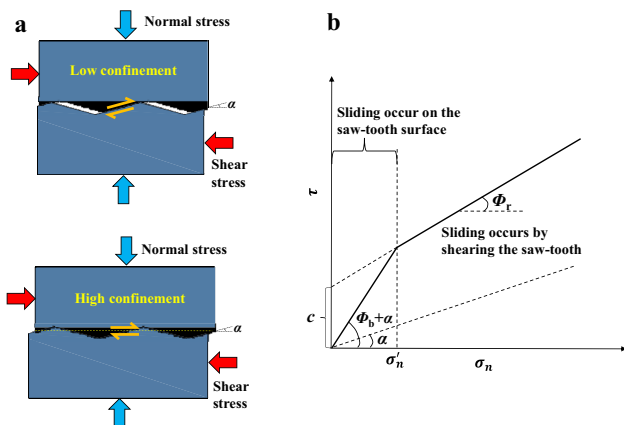 a
Normal stress
Low confinement
α
Shear
stress
Normal stress
High confinement
α
Shear
stress
b
Sliding occur on the
saw-tooth surface
τ
Φr
Sliding occurs by
shearing the saw-tooth
c
Φb+α
α
σ′n
σn